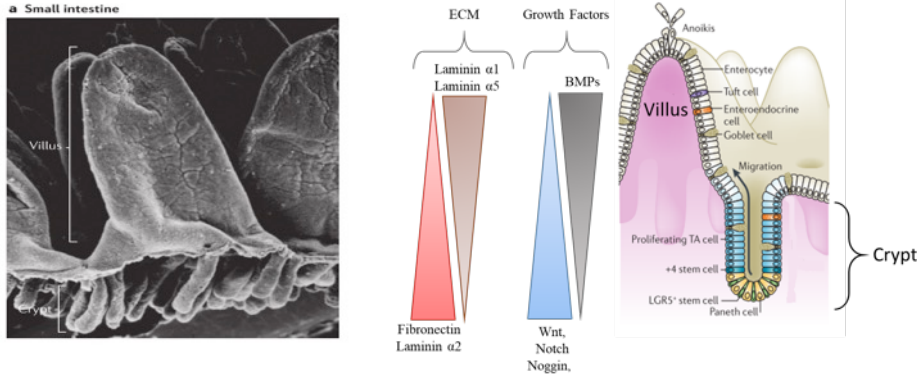 a Small intestine
Villus
Crypt
ECM
Laminin α1
Laminin α5
Fibronectin
Laminin α2
Growth Factors
BMPs
Wnt,
Notch
Noggin,
Anoikis
Enterocyte
Tuft cell
Enteroendocrine
cell
Goblet cell
Villus
Migration
Proliferating TA cell
+4 stem cell
LGR5⁺ stem cell
Paneth cell
Crypt